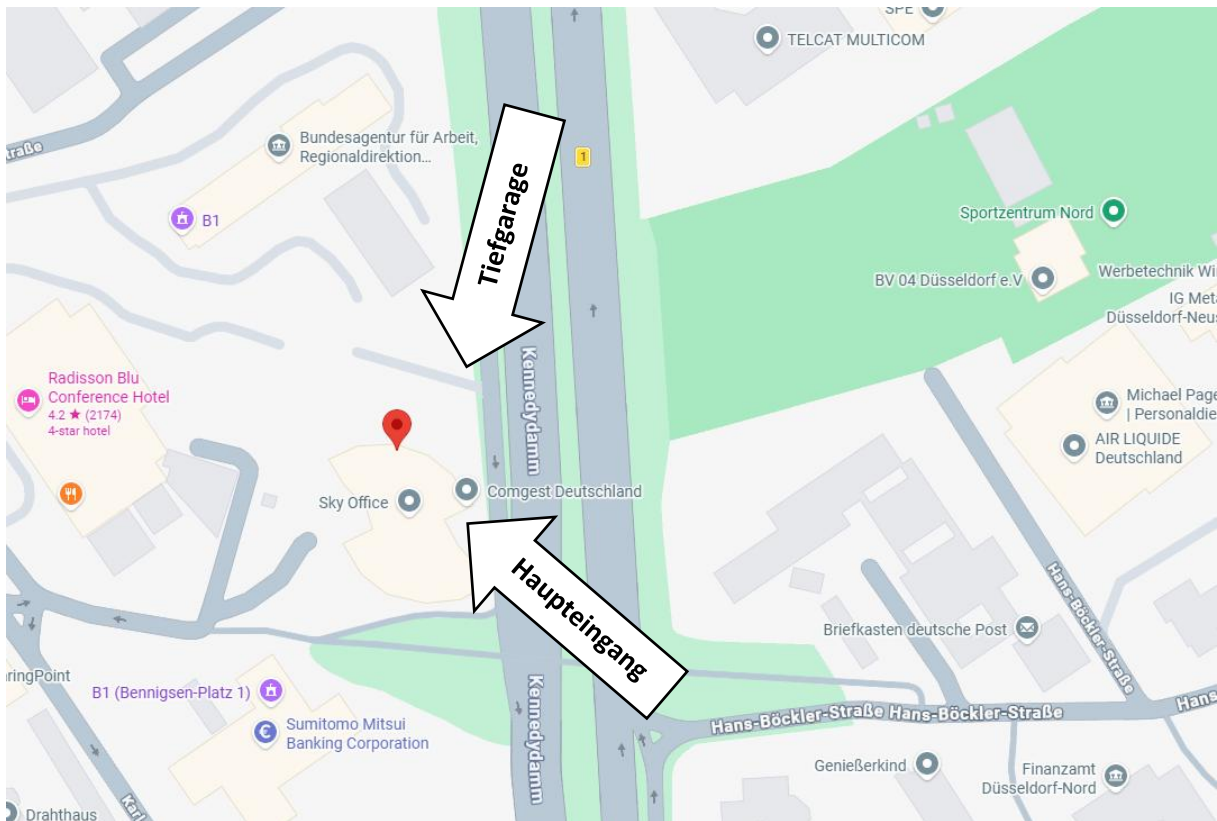 SPE
TELCAT MULTICOM
Bundesagentur für Arbeit,
Regionaldirektion...
1
traße
B1
Tiefgarage
Sportzentrum Nord
BV 04 Düsseldorf e.V
Werbetechnik Wi
IG Meta
Düsseldorf-Neus
Radisson Blu
Conference Hotel
4.2 ★ (2174)
4-star hotel
Kennedydamm
Michael Page
| Personaldie
AIR LIQUIDE
Deutschland
Sky Office
Comgest Deutschland
Haupteingang
Hans-Böckler-Straße
Briefkasten deutsche Post
aringPoint
B1 (Bennigsen-Platz 1)
Sumitomo Mitsui
Banking Corporation
Kennedydamm
Hans-Böckler-Straße Hans-Böckler-Straße
Hans-
Genießerkind
Finanzamt
Düsseldorf-Nord
Drahthaus
Karl